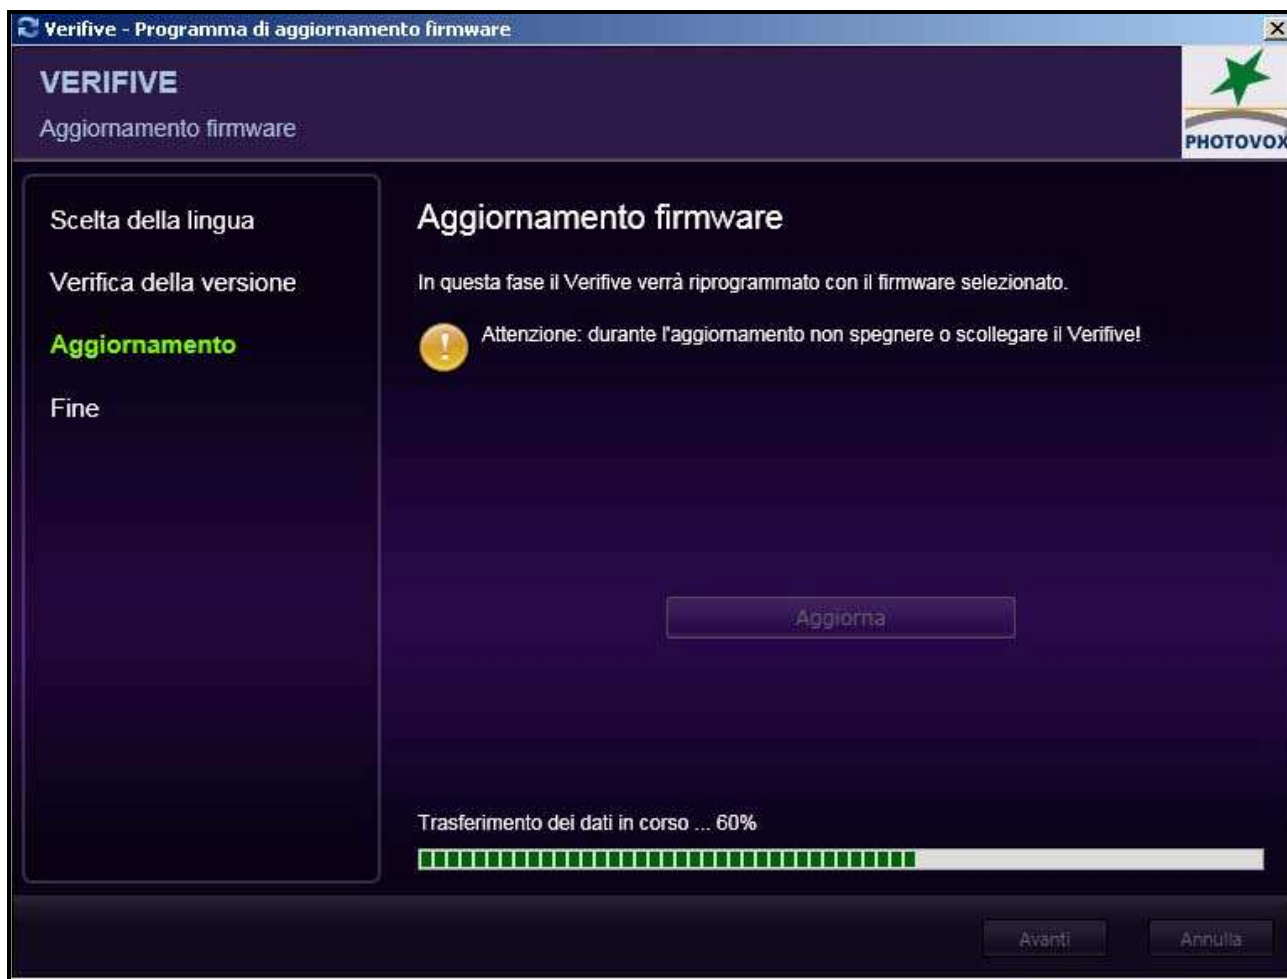 Verifive - Programma di aggiornamento firmware
VERIFIVE
Aggiornamento firmware
PHOTOVOX
Scelta della lingua
Verifica della versione
Aggiornamento
Fine
Aggiornamento firmware
In questa fase il Verifive verrà riprogrammato con il firmware selezionato.
Attenzione: durante l'aggiornamento non spegnere o scollegare il Verifive!
Aggiorna
Trasferimento dei dati in corso ... 60%
Avanti
Annulla